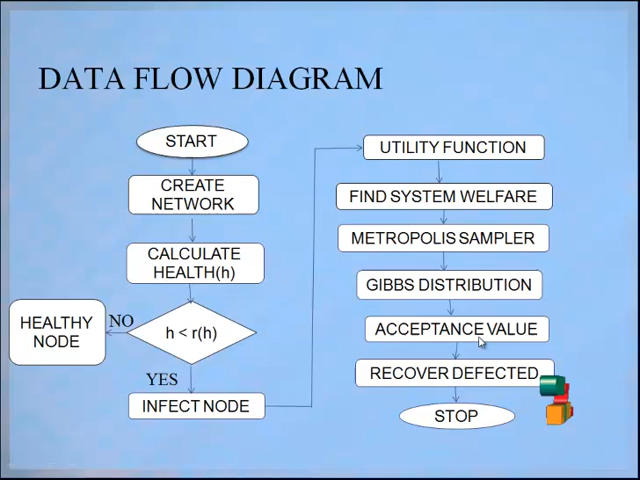 DATA FLOW DIAGRAM
START
CREATE
NETWORK
CALCULATE
HEALTH(h)
h < r(h)
NO
HEALTHY
NODE
YES
INFECT NODE
UTILITY FUNCTION
FIND SYSTEM WELFARE
METROPOLIS SAMPLER
GIBBS DISTRIBUTION
ACCEPTANCE VALUE
RECOVER DEFECTED
STOP